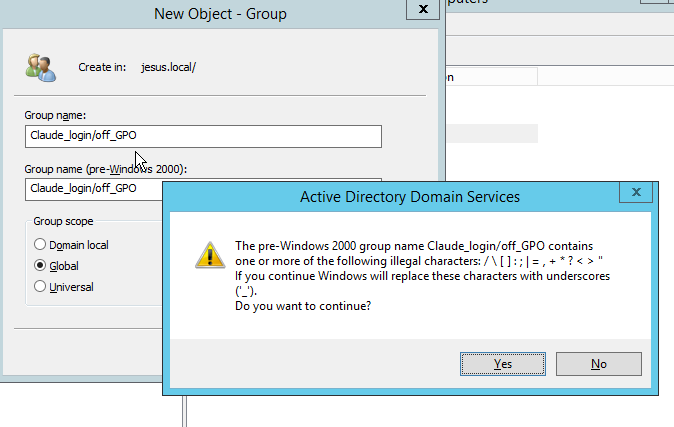 New Object - Group
x
Create in: jesus.local/
Group name:
Claude_login/off_GPO
Group name (pre-Windows 2000):
Claude_login/off_GPO
Group scope
Domain local
Global
Universal
Active Directory Domain Services
x
The pre-Windows 2000 group name Claude_login/off_GPO contains
one or more of the following illegal characters: / \ [ ] : ; | = , + * ? < > "
If you continue Windows will replace these characters with underscores
('_').
Do you want to continue?
Yes
No